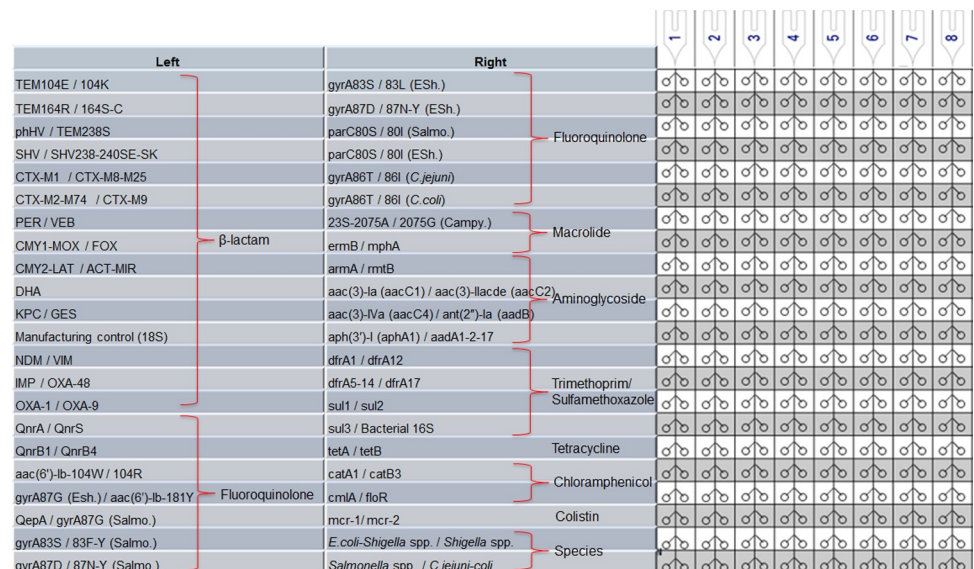 1 2 3 4 5 6 7 8
Left Right
TEM104E / 104K gyrA83S / 83L (ESh.)
TEM164R / 164S-C gyrA87D / 87N-Y (ESh.)
phHV / TEM238S parC80S / 80I (Salmo.) Fluoroquinolone
SHV / SHV238-240SE-SK parC80S / 80I (ESh.)
CTX-M1 / CTX-M8-M25 gyrA86T / 86I (C.jejuni)
CTX-M2-M74 / CTX-M9 gyrA86T / 86I (C.coli)
PER / VEB 23S-2075A / 2075G (Campy.) Macrolide
CMY1-MOX / FOX β-lactam ermB / mphA
CMY2-LAT / ACT-MIR armA / rmtB
DHA aac(3)-Ia (aacC1) / aac(3)-IIacde (aacC2) Aminoglycoside
KPC / GES aac(3)-IVa (aacC4) / ant(2")-Ia (aadB)
Manufacturing control (18S) aph(3')-I (aphA1) / aadA1-2-17
NDM / VIM dfrA1 / dfrA12
IMP / OXA-48 dfrA5-14 / dfrA17 Trimethoprim/
OXA-1 / OXA-9 sul1 / sul2 Sulfamethoxazole
QnrA / QnrS sul3 / Bacterial 16S
QnrB1 / QnrB4 tetA / tetB Tetracycline
aac(6')-Ib-104W / 104R catA1 / catB3 Chloramphenicol
gyrA87G (Esh.) / aac(6')-Ib-181Y Fluoroquinolone cmlA / floR
QepA / gyrA87G (Salmo.) mcr-1/ mcr-2 Colistin
gyrA83S / 83F-Y (Salmo.) E.coli-Shigella spp. / Shigella spp. Species
gyrA87D / 87N-Y (Salmo.) Salmonella spp. / C.jejuni-coli